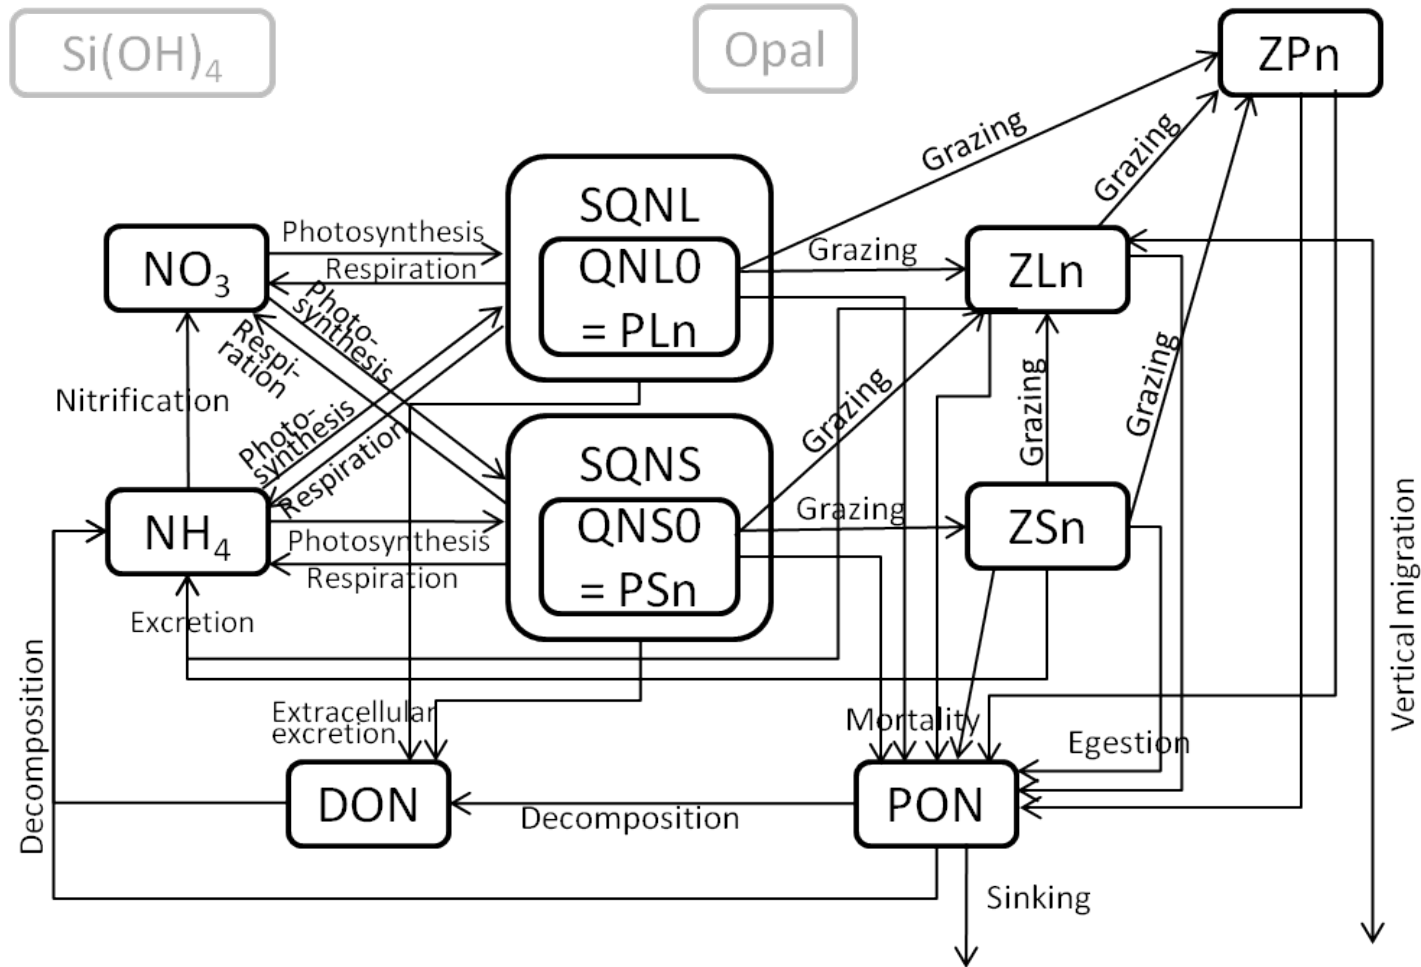 Si(OH)4
Opal
ZPn
Grazing
Grazing
SQNL
QNL0
= PLn
NO3
Photosynthesis
Respiration
Grazing
ZLn
Photo-
synthesis
Respi-
ration
Nitrification
Photo-
synthesis
Respiration
Grazing
Grazing
Grazing
SQNS
QNS0
= PSn
NH4
Photosynthesis
Respiration
Grazing
ZSn
Excretion
Vertical migration
Decomposition
Extracellular
excretion
Mortality
Egestion
DON
Decomposition
PON
Sinking